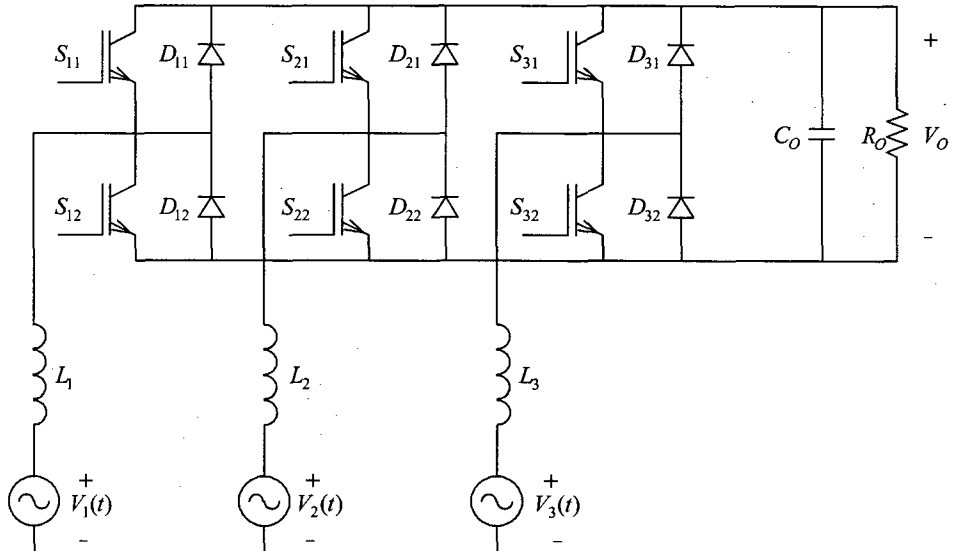 S11 D11 S21 D21 S31 D31 +
CO RO VO
S12 D12 S22 D22 S32 D32
–
L1 L2 L3
+ + +
V1(t) V2(t) V3(t)
– – –